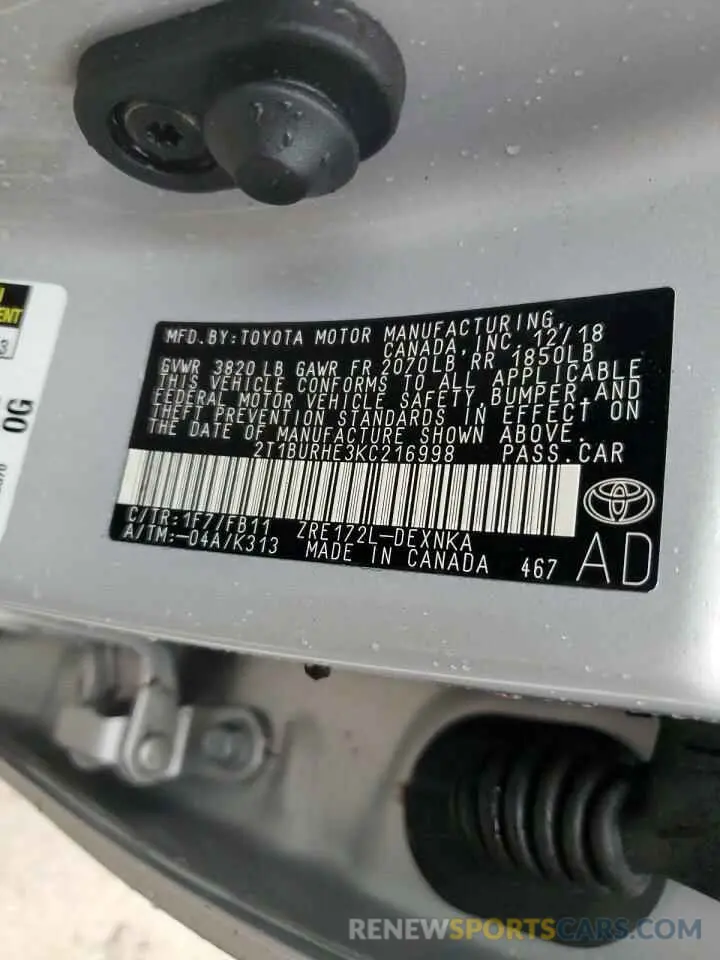 MFD.BY:TOYOTA MOTOR MANUFACTURING,
CANADA,INC. 12/18
GVWR 3820 LB GAWR FR 2070LB RR 1850LB
THIS VEHICLE CONFORMS TO ALL APPLICABLE
FEDERAL MOTOR VEHICLE SAFETY, BUMPER,AND
THEFT PREVENTION STANDARDS IN EFFECT ON
THE DATE OF MANUFACTURE SHOWN ABOVE.
2T1BURHE3KC216998 PASS.CAR
C/TR:1F7/FB11 ZRE172L-DEXNKA
A/TM:-04A/K313 MADE IN CANADA 467 AD
OG
RENEWSPORTSCARS.COM